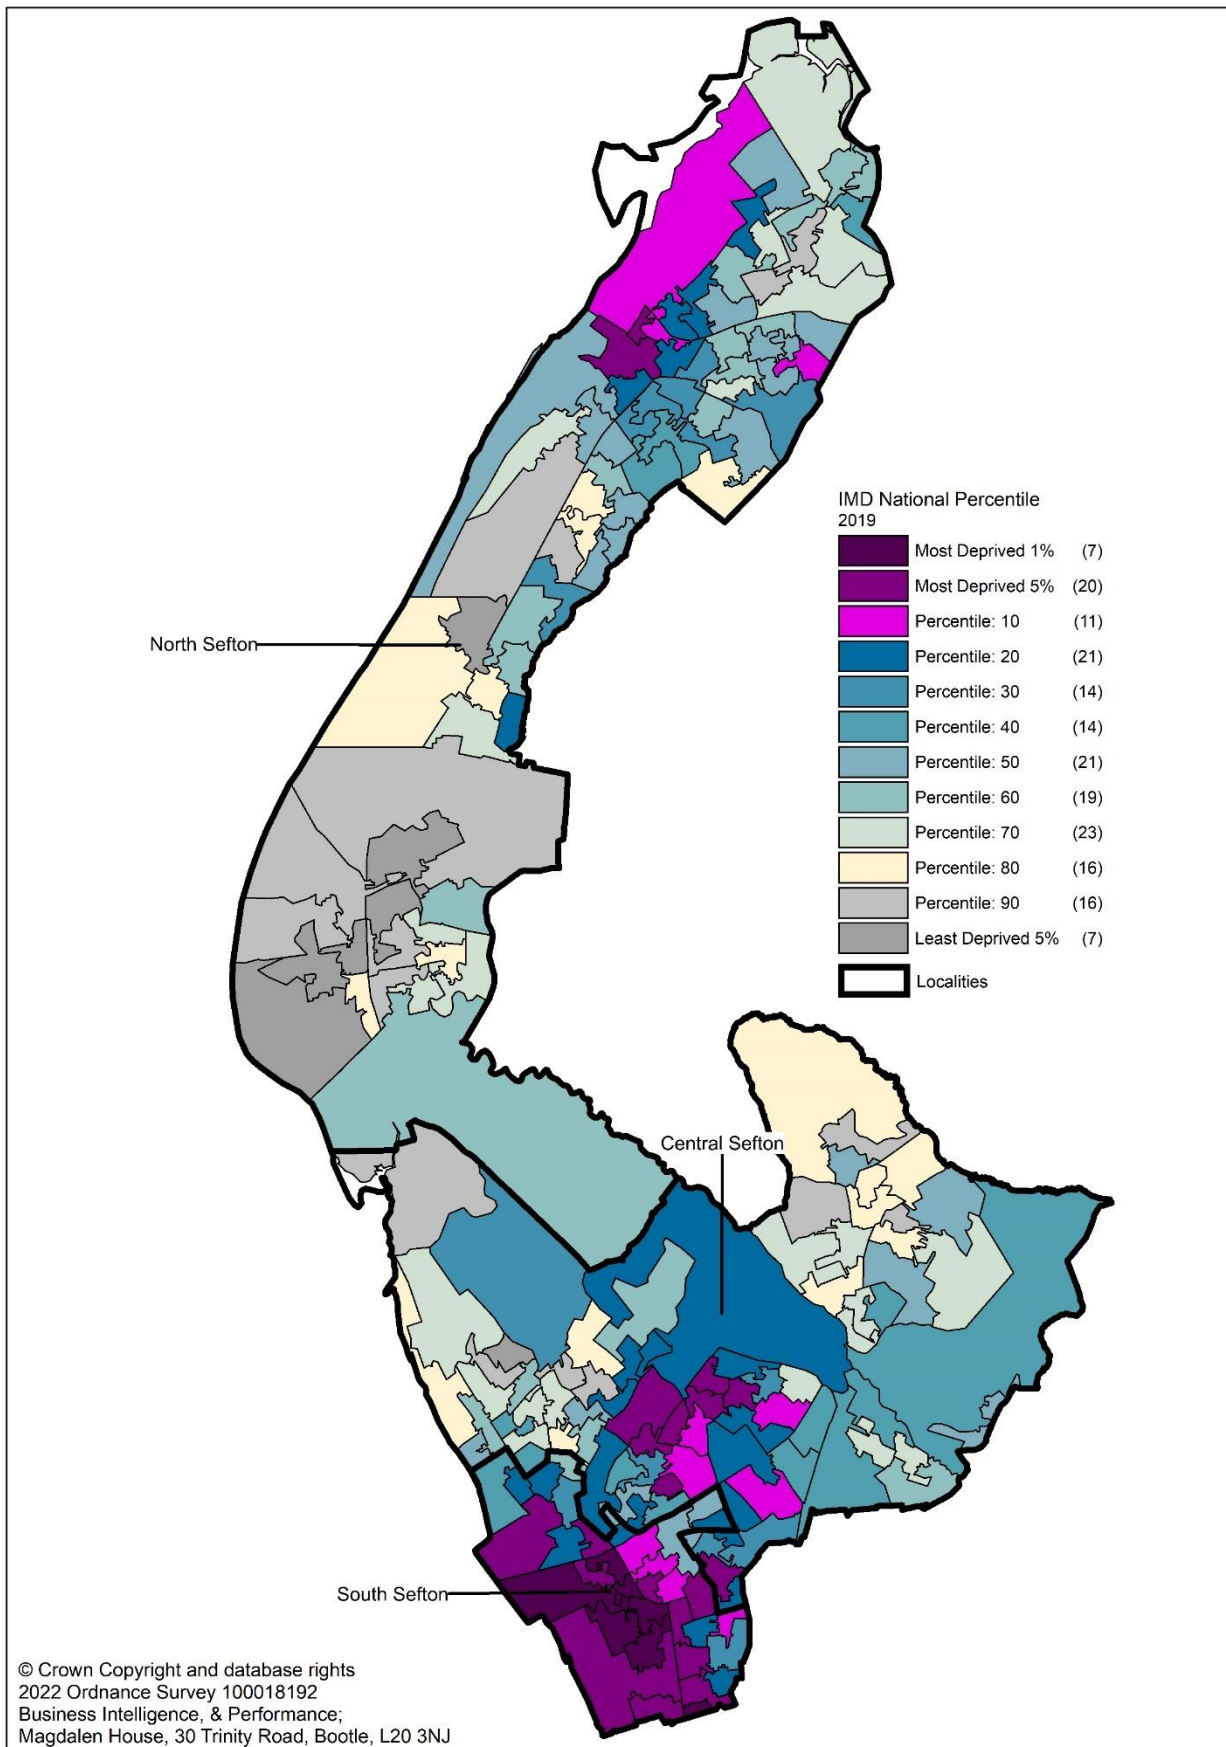 IMD National Percentile
2019
Most Deprived 1% (7)
Most Deprived 5% (20)
Percentile: 10 (11)
Percentile: 20 (21)
Percentile: 30 (14)
Percentile: 40 (14)
Percentile: 50 (21)
Percentile: 60 (19)
Percentile: 70 (23)
Percentile: 80 (16)
Percentile: 90 (16)
Least Deprived 5% (7)
Localities
North Sefton
Central Sefton
South Sefton
© Crown Copyright and database rights
2022 Ordnance Survey 100018192
Business Intelligence, & Performance;
Magdalen House, 30 Trinity Road, Bootle, L20 3NJ